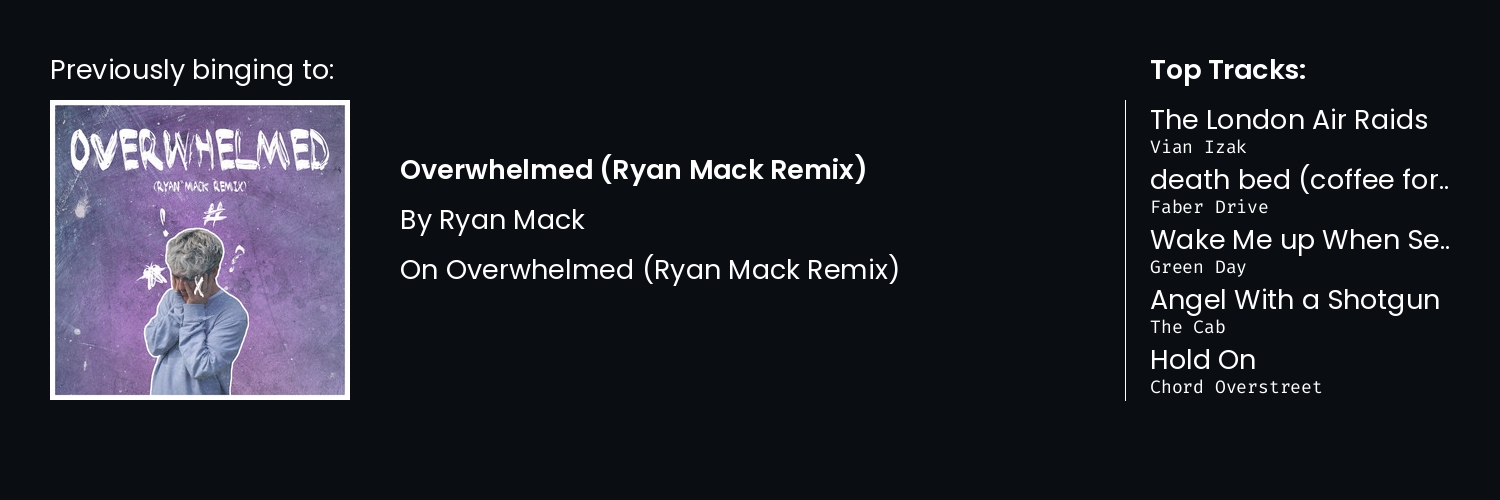 Previously binging to:
OVERWHELMED
(RYAN MACK REMIX)
Overwhelmed (Ryan Mack Remix)
By Ryan Mack
On Overwhelmed (Ryan Mack Remix)
Top Tracks:
The London Air Raids
Vian Izak
death bed (coffee for..
Faber Drive
Wake Me up When Se..
Green Day
Angel With a Shotgun
The Cab
Hold On
Chord Overstreet